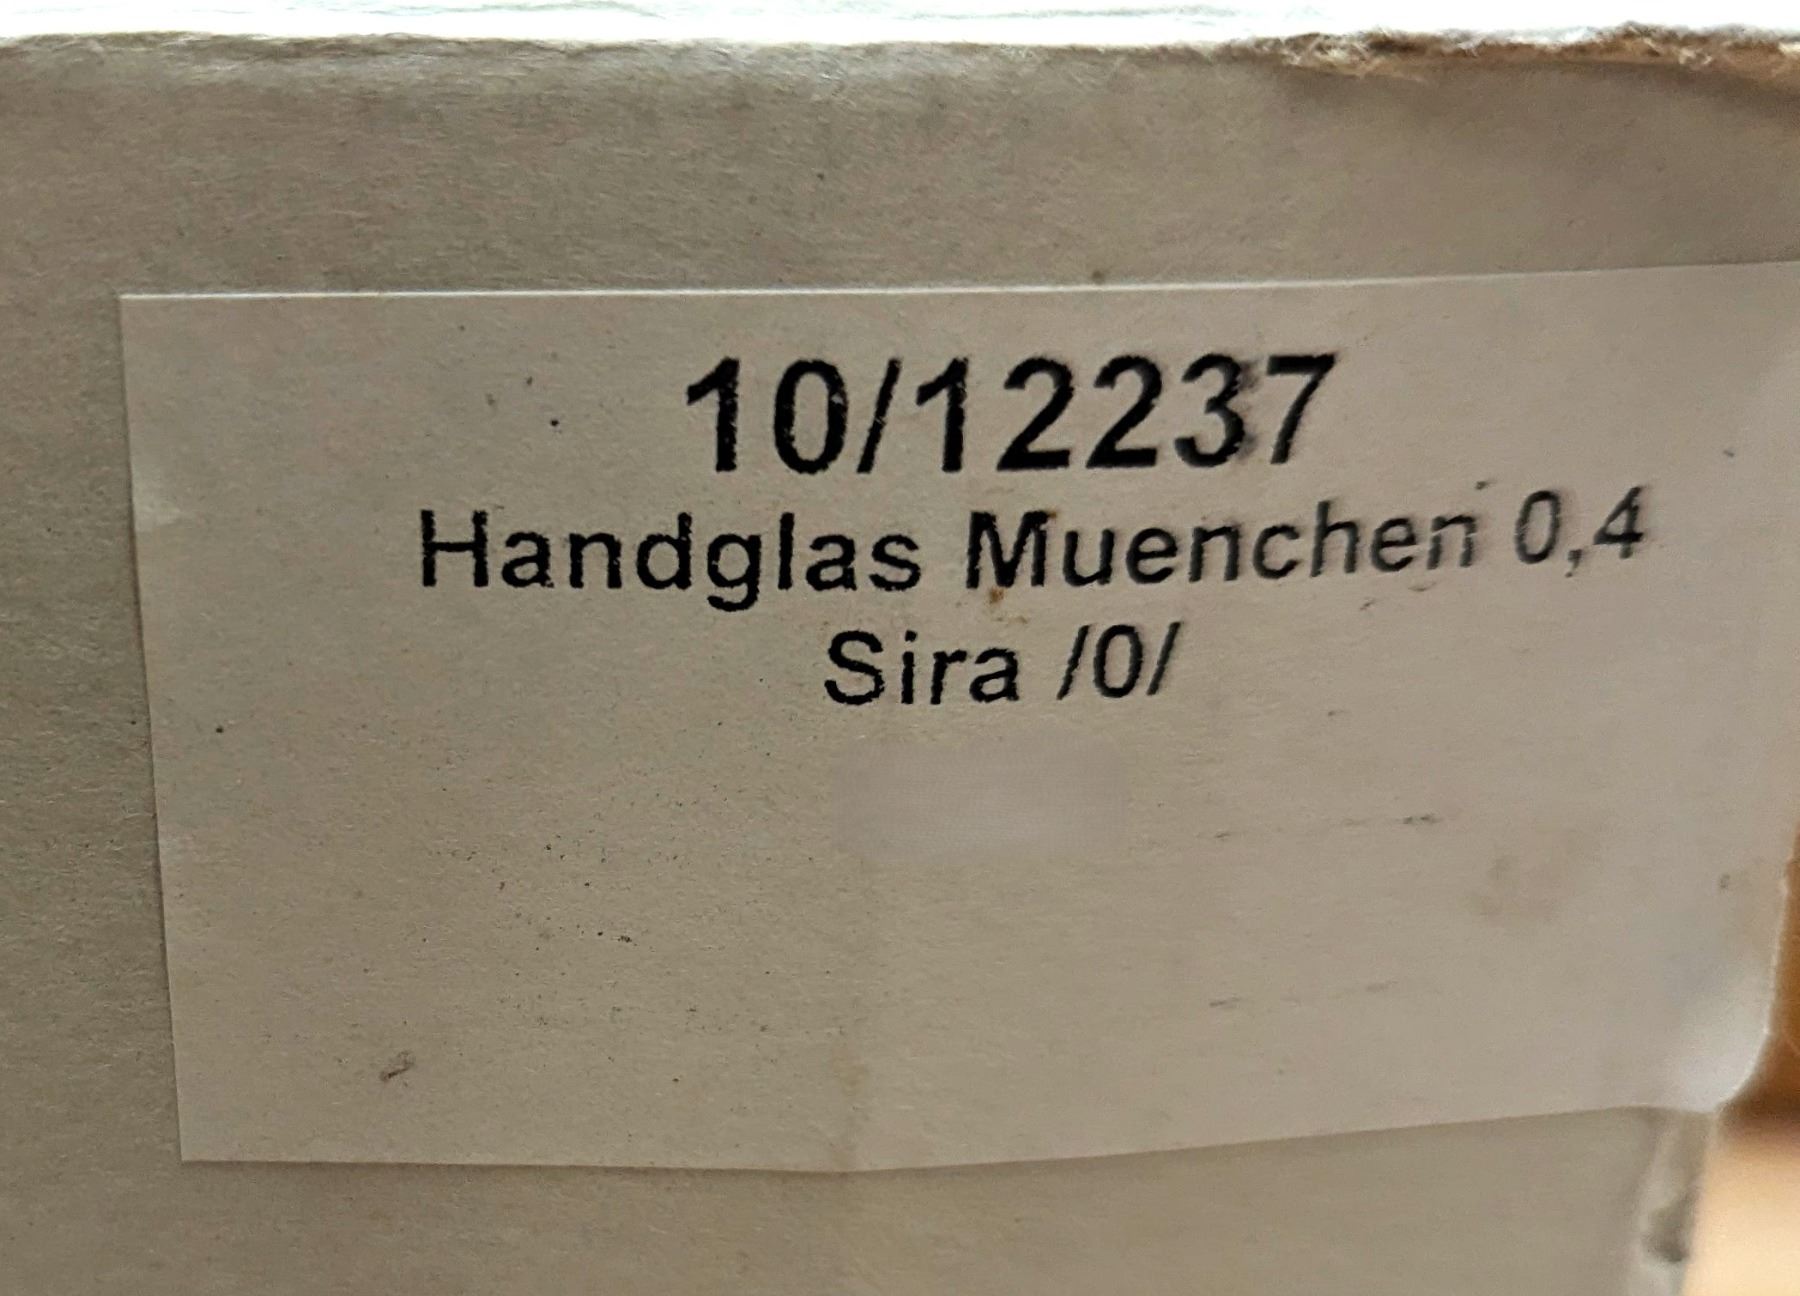 10/12237
Handglas Muenchen 0,4
Sira /0/